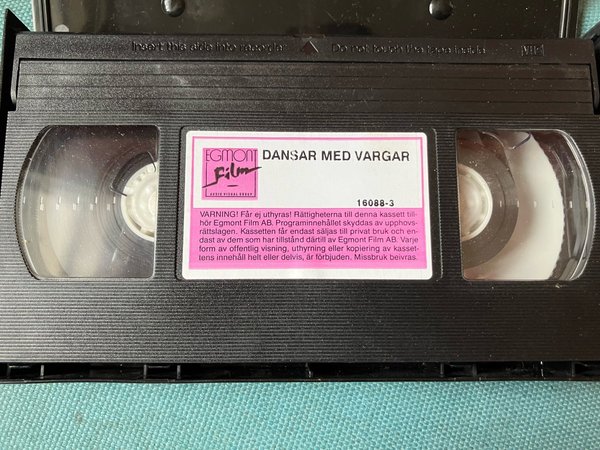 Insert this side into recorder
Do not touch the tape inside
VHS
EGMONT
Film
AUDIO VISUAL GROUP
DANSAR MED VARGAR
16088-3
VARNING! Får ej uthyras! Rättigheterna till denna kassett till-
hör Egmont Film AB. Programinnehållet skyddas av upphovs-
rättslagen. Kassetten får endast säljas till privat bruk och en-
dast av dem som har tillstånd därtill av Egmont Film AB. Varje
form av offentlig visning, uthyrning eller kopiering av kasset-
tens innehåll helt eller delvis, är förbjuden. Missbruk beivras.